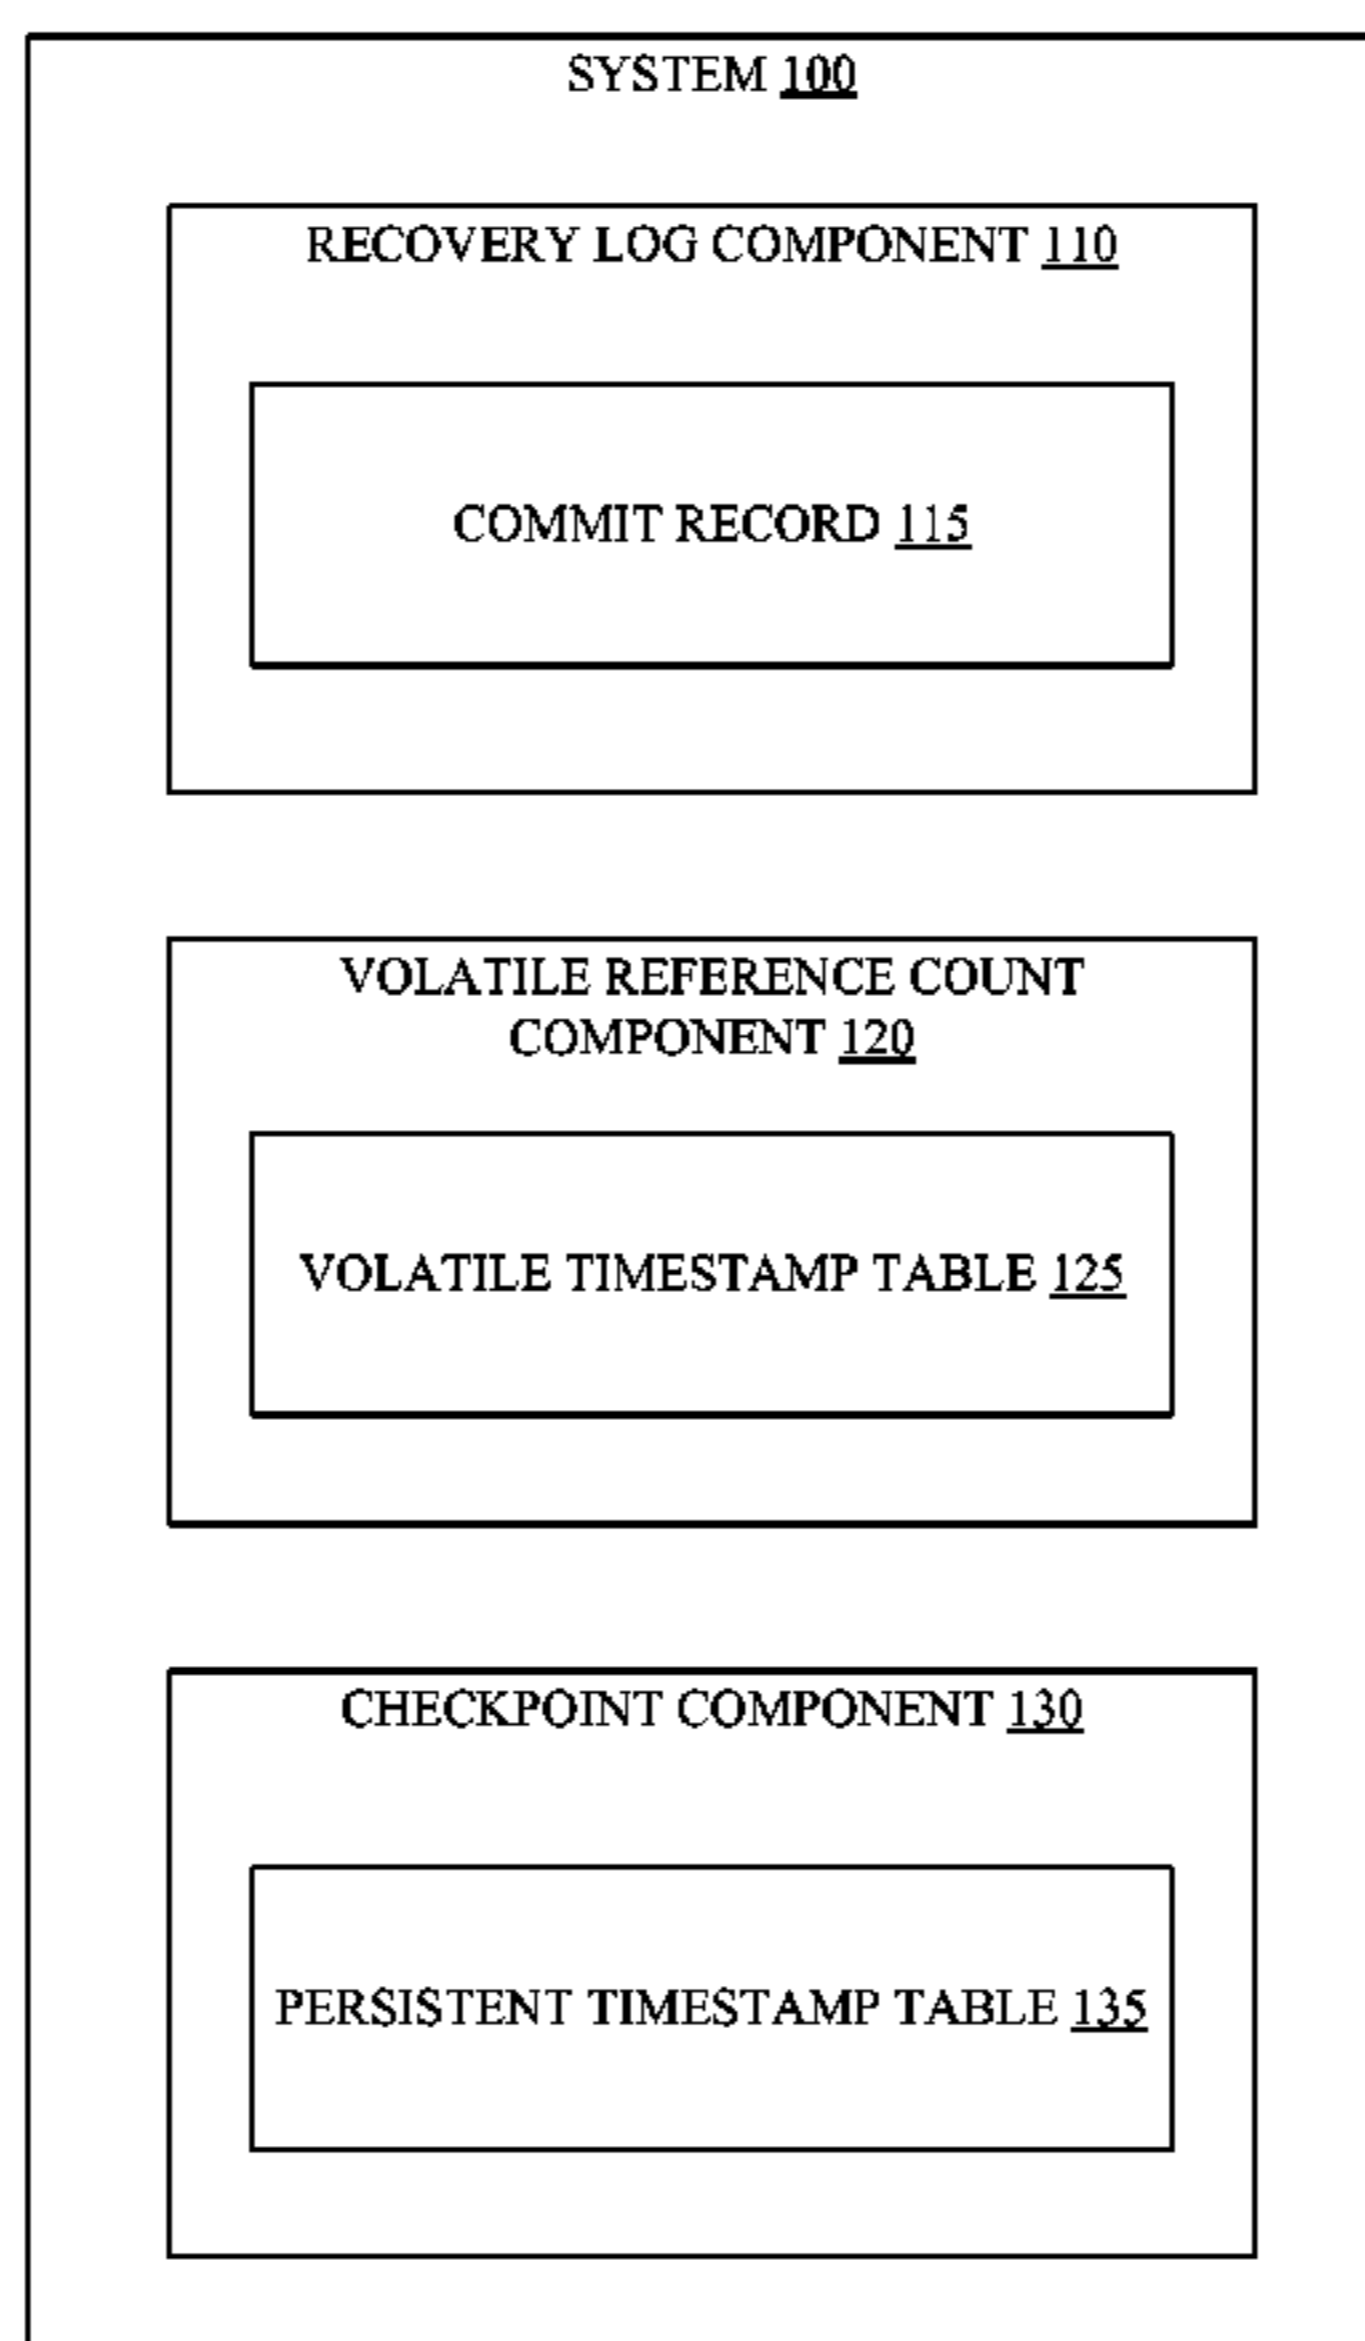 SYSTEM 100
RECOVERY LOG COMPONENT 110
COMMIT RECORD 115
VOLATILE REFERENCE COUNT
COMPONENT 120
VOLATILE TIMESTAMP TABLE 125
CHECKPOINT COMPONENT 130
PERSISTENT TIMESTAMP TABLE 135